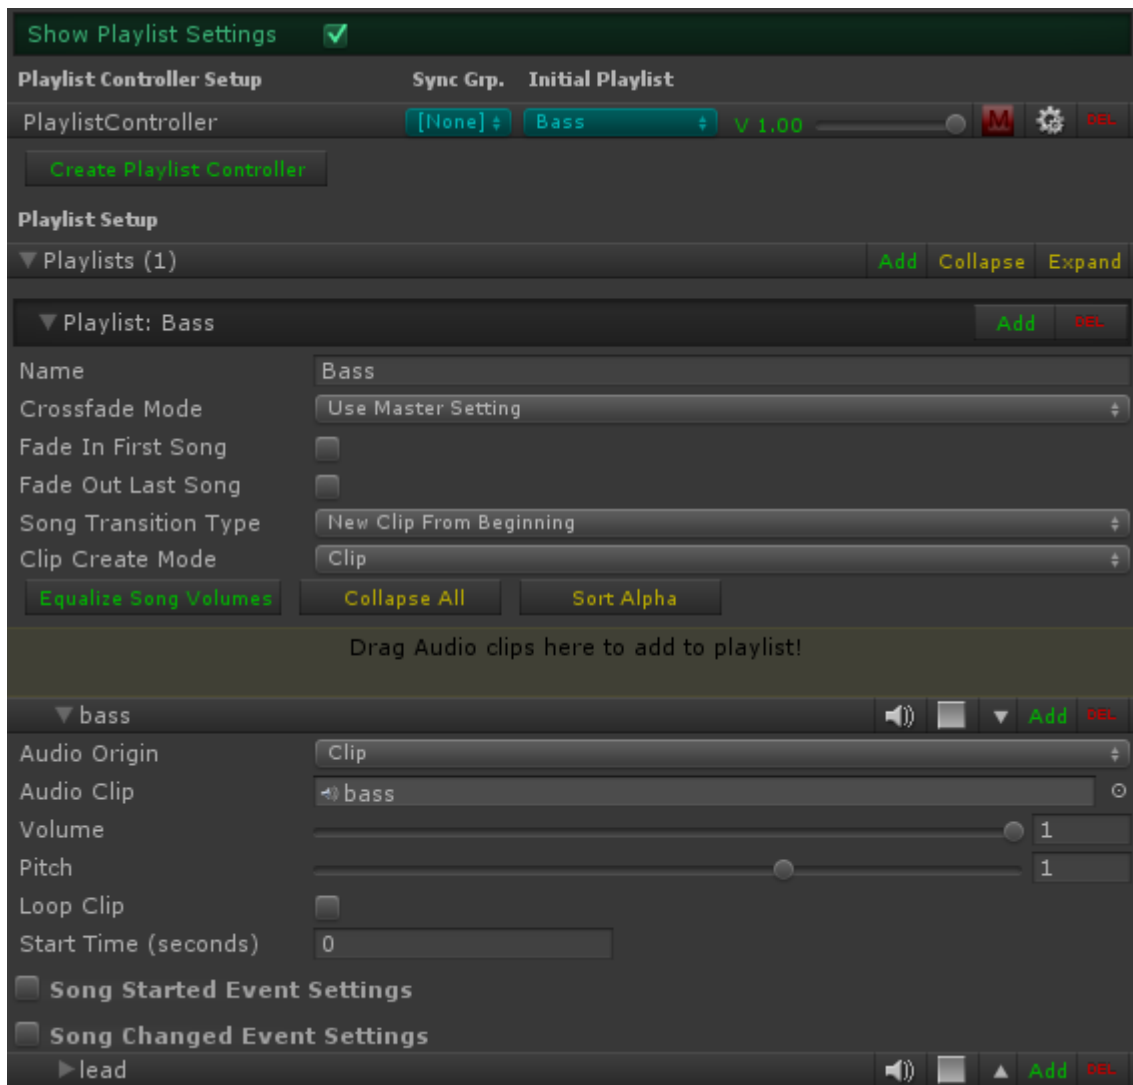 Show Playlist Settings
Playlist Controller Setup Sync Grp. Initial Playlist
PlaylistController [None] Bass V 1.00 M DEL
Create Playlist Controller
Playlist Setup
Playlists (1) Add Collapse Expand
Playlist: Bass Add DEL
Name Bass
Crossfade Mode Use Master Setting
Fade In First Song
Fade Out Last Song
Song Transition Type New Clip From Beginning
Clip Create Mode Clip
Equalize Song Volumes Collapse All Sort Alpha
Drag Audio clips here to add to playlist!
bass Add DEL
Audio Origin Clip
Audio Clip bass
Volume 1
Pitch 1
Loop Clip
Start Time (seconds) 0
Song Started Event Settings
Song Changed Event Settings
lead Add DEL